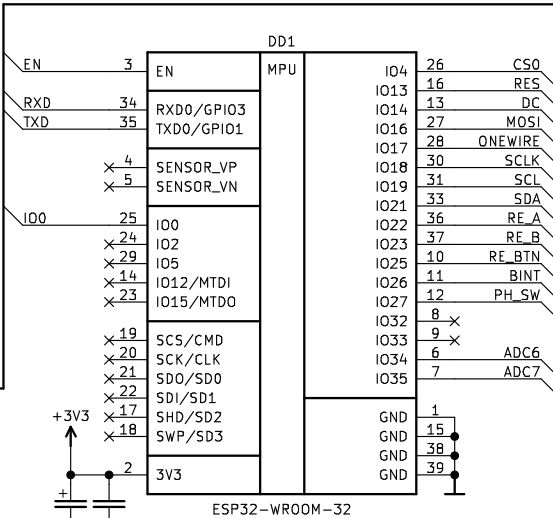 DD1
MPU
EN 3 EN
RXD 34 RXD0/GPIO3
TXD 35 TXD0/GPIO1
4 SENSOR_VP
5 SENSOR_VN
IO0 25 IO0
24 IO2
29 IO5
14 IO12/MTDI
23 IO15/MTDO
19 SCS/CMD
20 SCK/CLK
21 SDO/SD0
22 SDI/SD1
17 SHD/SD2
18 SWP/SD3
+3V3
2 3V3
+
IO4 26 CS0
IO13 16 RES
IO14 13 DC
IO16 27 MOSI
IO17 28 ONEWIRE
IO18 30 SCLK
IO19 31 SCL
IO21 33 SDA
IO22 36 RE_A
IO23 37 RE_B
IO25 10 RE_BTN
IO26 11 BINT
IO27 12 PH_SW
IO32 8
IO33 9
IO34 6 ADC6
IO35 7 ADC7
GND 1
GND 15
GND 38
GND 39
ESP32-WROOM-32